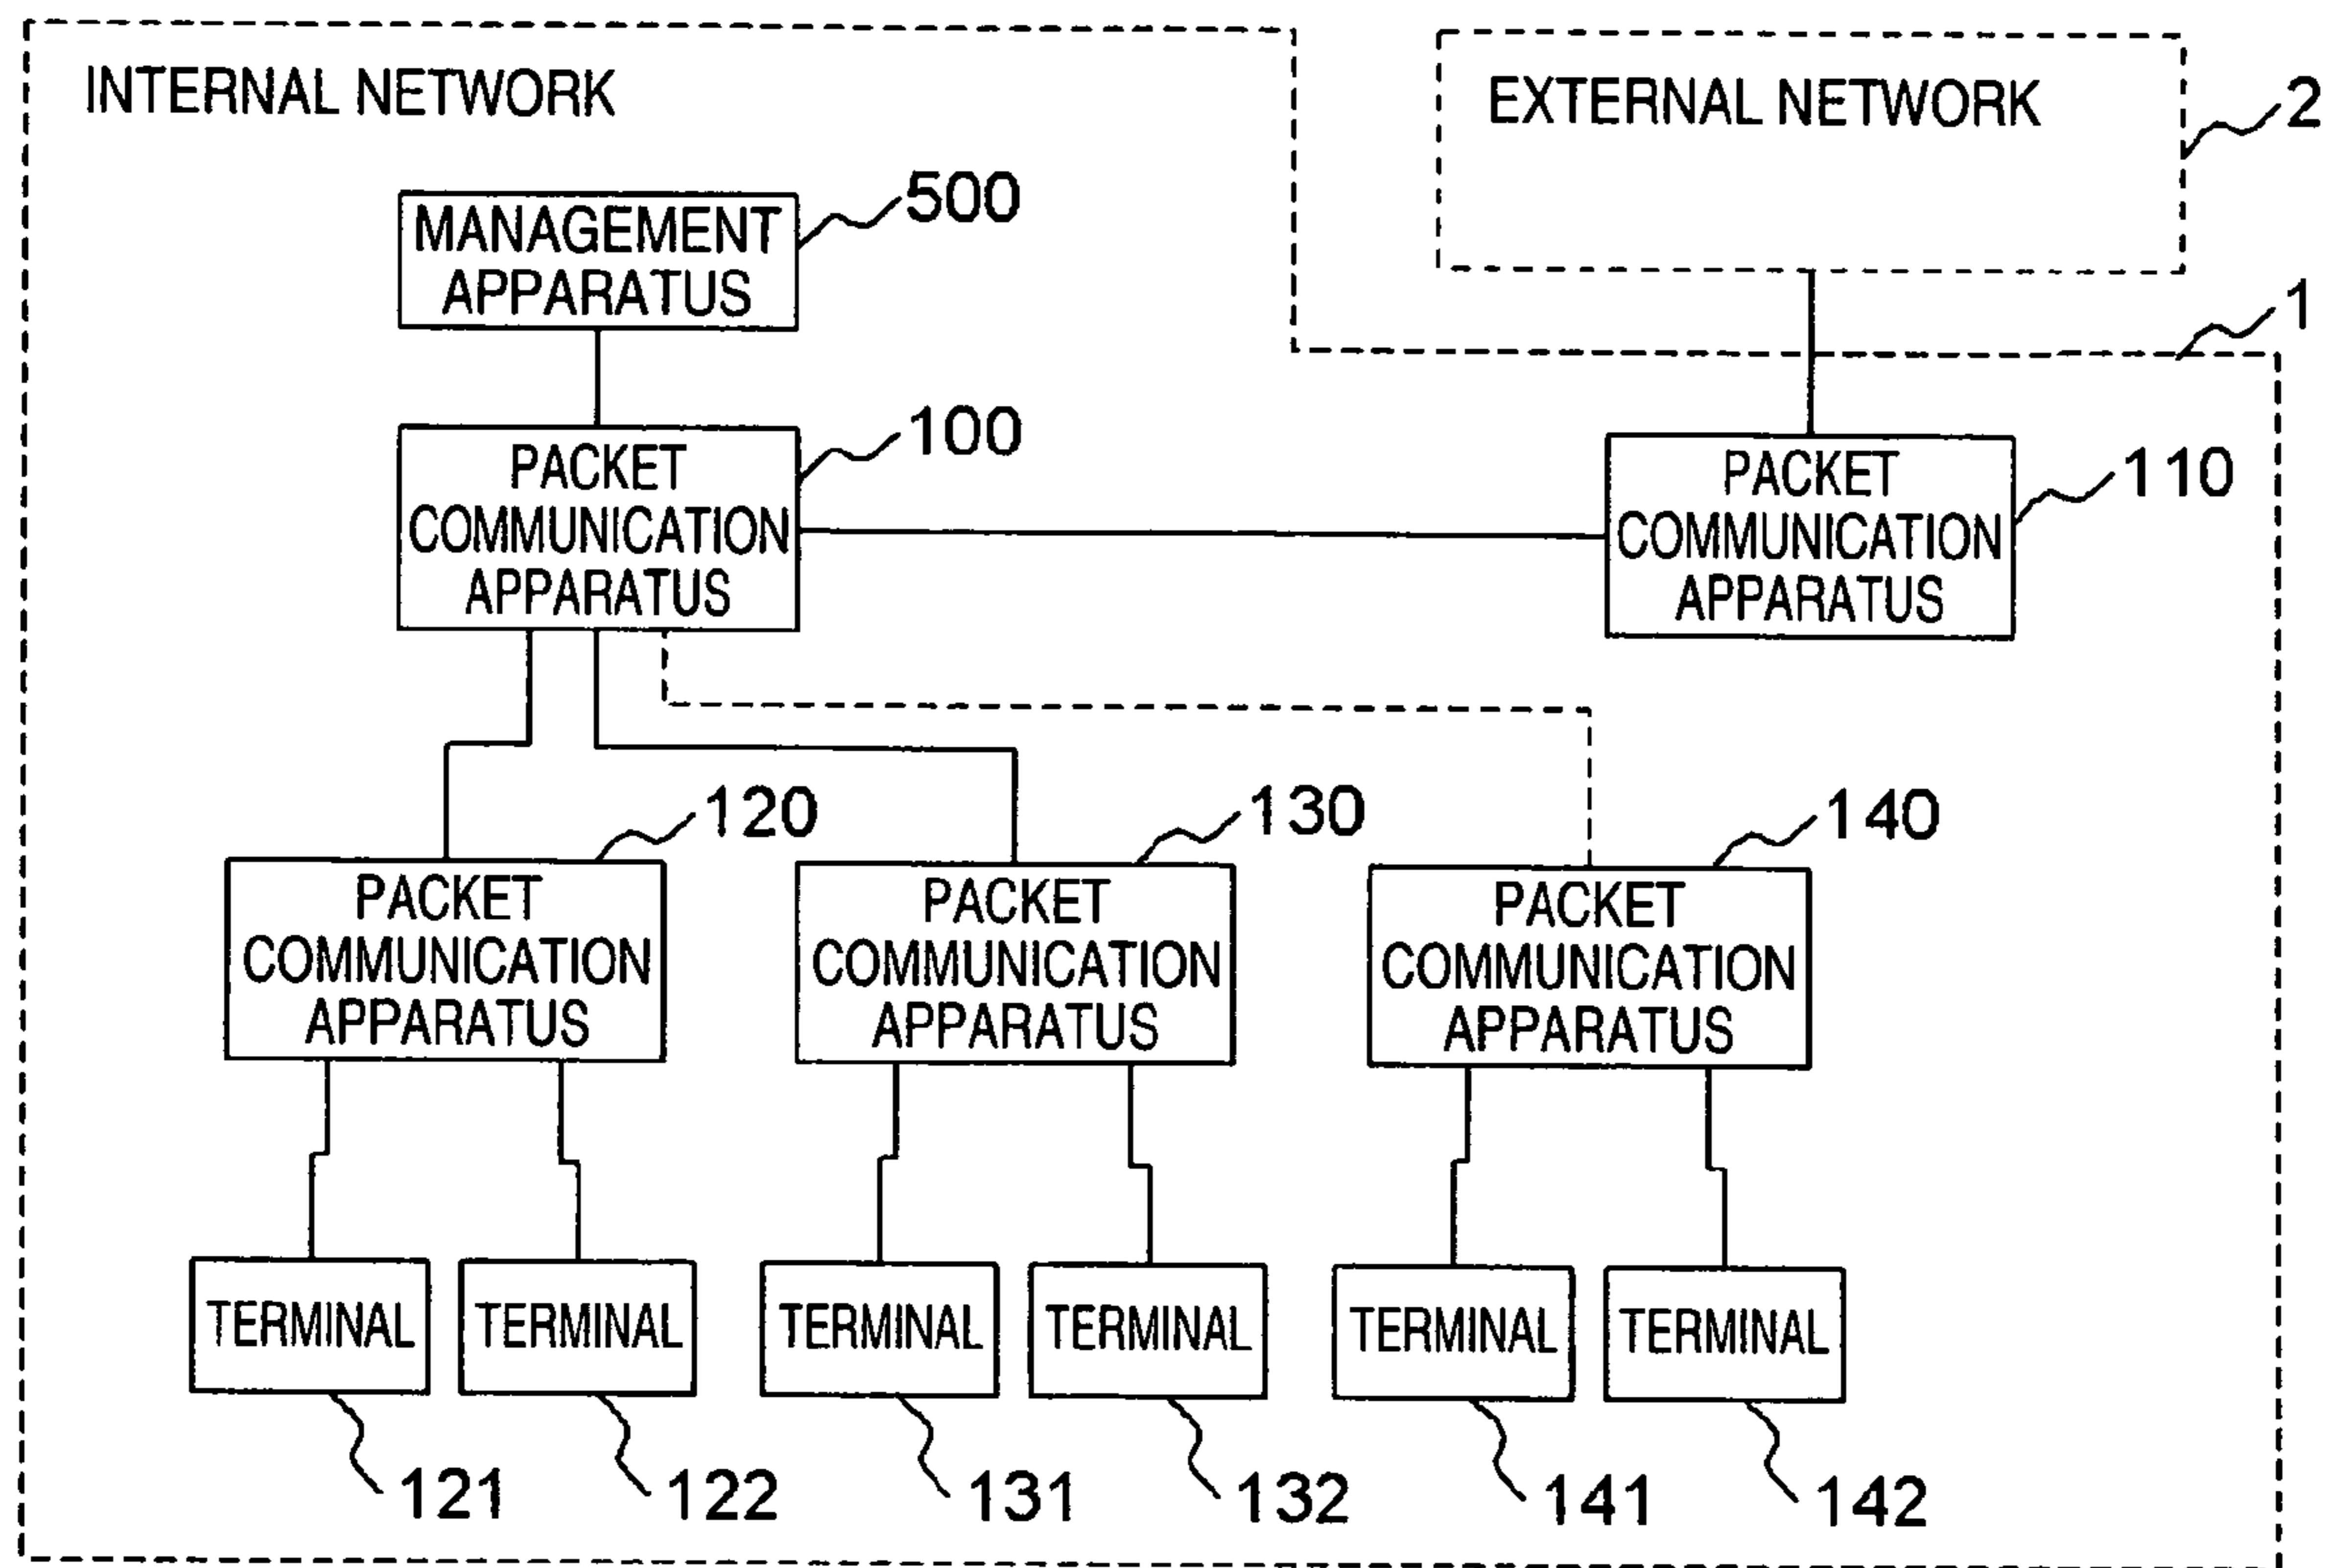 INTERNAL NETWORK
EXTERNAL NETWORK
2
MANAGEMENT
APPARATUS
500
1
PACKET
COMMUNICATION
APPARATUS
100
PACKET
COMMUNICATION
APPARATUS
110
PACKET
COMMUNICATION
APPARATUS
120
PACKET
COMMUNICATION
APPARATUS
130
PACKET
COMMUNICATION
APPARATUS
140
TERMINAL
TERMINAL
TERMINAL
TERMINAL
TERMINAL
TERMINAL
121
122
131
132
141
142